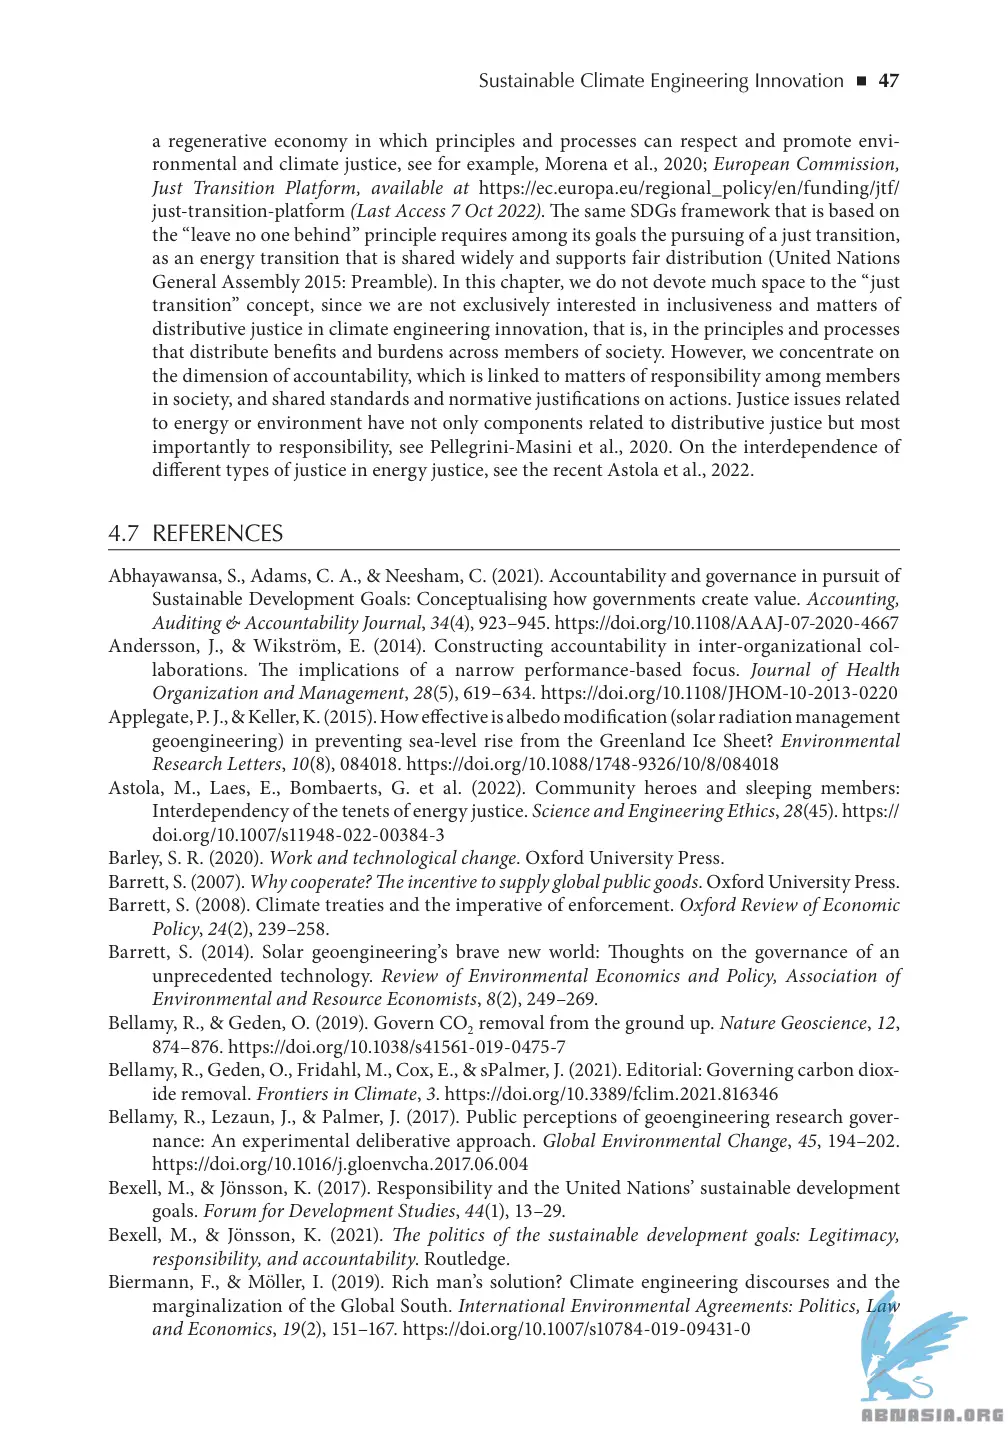 Sustainable Climate Engineering Innovation ■ 47
a regenerative economy in which principles and processes can respect and promote envi-
ronmental and climate justice, see for example, Morena et al., 2020; European Commission,
Just Transition Platform, available at https://ec.europa.eu/regional_policy/en/funding/jtf/
just-transition-platform (Last Access 7 Oct 2022). The same SDGs framework that is based on
the “leave no one behind” principle requires among its goals the pursuing of a just transition,
as an energy transition that is shared widely and supports fair distribution (United Nations
General Assembly 2015: Preamble). In this chapter, we do not devote much space to the “just
transition” concept, since we are not exclusively interested in inclusiveness and matters of
distributive justice in climate engineering innovation, that is, in the principles and processes
that distribute benefits and burdens across members of society. However, we concentrate on
the dimension of accountability, which is linked to matters of responsibility among members
in society, and shared standards and normative justifications on actions. Justice issues related
to energy or environment have not only components related to distributive justice but most
importantly to responsibility, see Pellegrini-Masini et al., 2020. On the interdependence of
different types of justice in energy justice, see the recent Astola et al., 2022.
4.7 REFERENCES
Abhayawansa, S., Adams, C. A., & Neesham, C. (2021). Accountability and governance in pursuit of
Sustainable Development Goals: Conceptualising how governments create value. Accounting,
Auditing & Accountability Journal, 34(4), 923–945. https://doi.org/10.1108/AAAJ-07-2020-4667
Andersson, J., & Wikström, E. (2014). Constructing accountability in inter-organizational col-
laborations. The implications of a narrow performance-based focus. Journal of Health
Organization and Management, 28(5), 619–634. https://doi.org/10.1108/JHOM-10-2013-0220
Applegate, P. J., & Keller, K. (2015). How effective is albedo modification (solar radiation management
geoengineering) in preventing sea-level rise from the Greenland Ice Sheet? Environmental
Research Letters, 10(8), 084018. https://doi.org/10.1088/1748-9326/10/8/084018
Astola, M., Laes, E., Bombaerts, G. et al. (2022). Community heroes and sleeping members:
Interdependency of the tenets of energy justice. Science and Engineering Ethics, 28(45). https://
doi.org/10.1007/s11948-022-00384-3
Barley, S. R. (2020). Work and technological change. Oxford University Press.
Barrett, S. (2007). Why cooperate? The incentive to supply global public goods. Oxford University Press.
Barrett, S. (2008). Climate treaties and the imperative of enforcement. Oxford Review of Economic
Policy, 24(2), 239–258.
Barrett, S. (2014). Solar geoengineering’s brave new world: Thoughts on the governance of an
unprecedented technology. Review of Environmental Economics and Policy, Association of
Environmental and Resource Economists, 8(2), 249–269.
Bellamy, R., & Geden, O. (2019). Govern CO₂ removal from the ground up. Nature Geoscience, 12,
874–876. https://doi.org/10.1038/s41561-019-0475-7
Bellamy, R., Geden, O., Fridahl, M., Cox, E., & sPalmer, J. (2021). Editorial: Governing carbon diox-
ide removal. Frontiers in Climate, 3. https://doi.org/10.3389/fclim.2021.816346
Bellamy, R., Lezaun, J., & Palmer, J. (2017). Public perceptions of geoengineering research gover-
nance: An experimental deliberative approach. Global Environmental Change, 45, 194–202.
https://doi.org/10.1016/j.gloenvcha.2017.06.004
Bexell, M., & Jönsson, K. (2017). Responsibility and the United Nations’ sustainable development
goals. Forum for Development Studies, 44(1), 13–29.
Bexell, M., & Jönsson, K. (2021). The politics of the sustainable development goals: Legitimacy,
responsibility, and accountability. Routledge.
Biermann, F., & Möller, I. (2019). Rich man’s solution? Climate engineering discourses and the
marginalization of the Global South. International Environmental Agreements: Politics, Law
and Economics, 19(2), 151–167. https://doi.org/10.1007/s10784-019-09431-0
ABNASIA.ORG